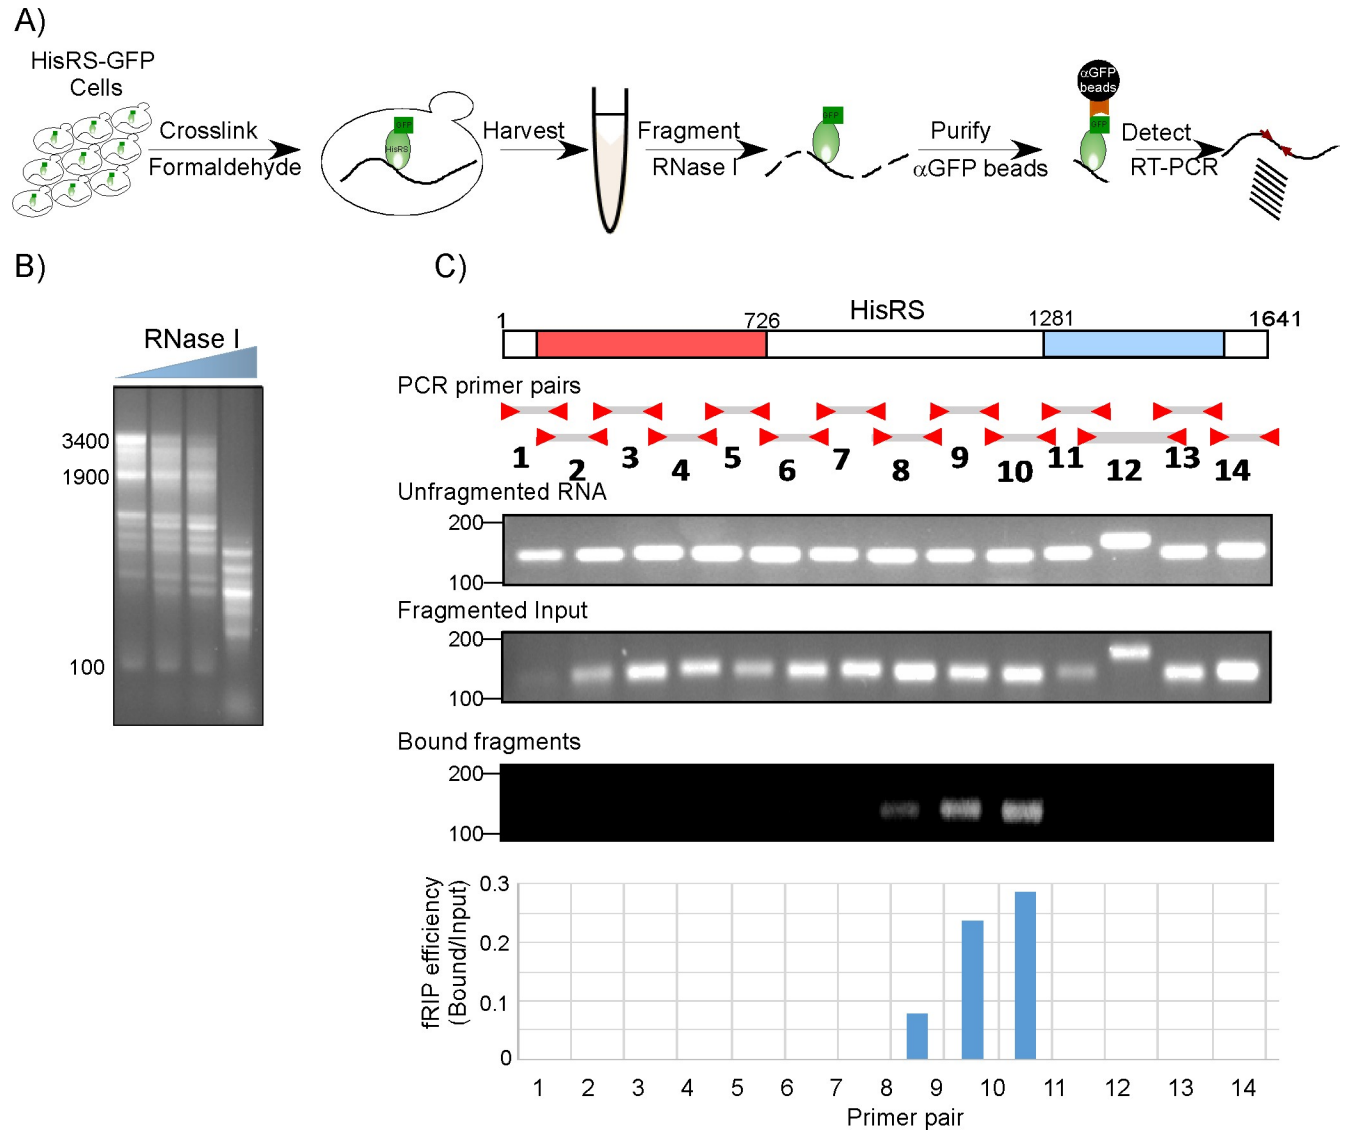 A)
HisRS-GFP
Cells
Crosslink
Formaldehyde
GFP
HisRS
Harvest
Fragment
RNase I
GFP
Purify
αGFP beads
αGFP
beads
GFP
Detect
RT-PCR
B)
RNase I
3400
1900
100
C)
HisRS
1
726
1281
1641
PCR primer pairs
1 2 3 4 5 6 7 8 9 10 11 12 13 14
Unfragmented RNA
200
100
Fragmented Input
200
100
Bound fragments
200
100
fRIP efficiency
(Bound/Input)
0.3
0.2
0.1
0
1 2 3 4 5 6 7 8 9 10 11 12 13 14
Primer pair